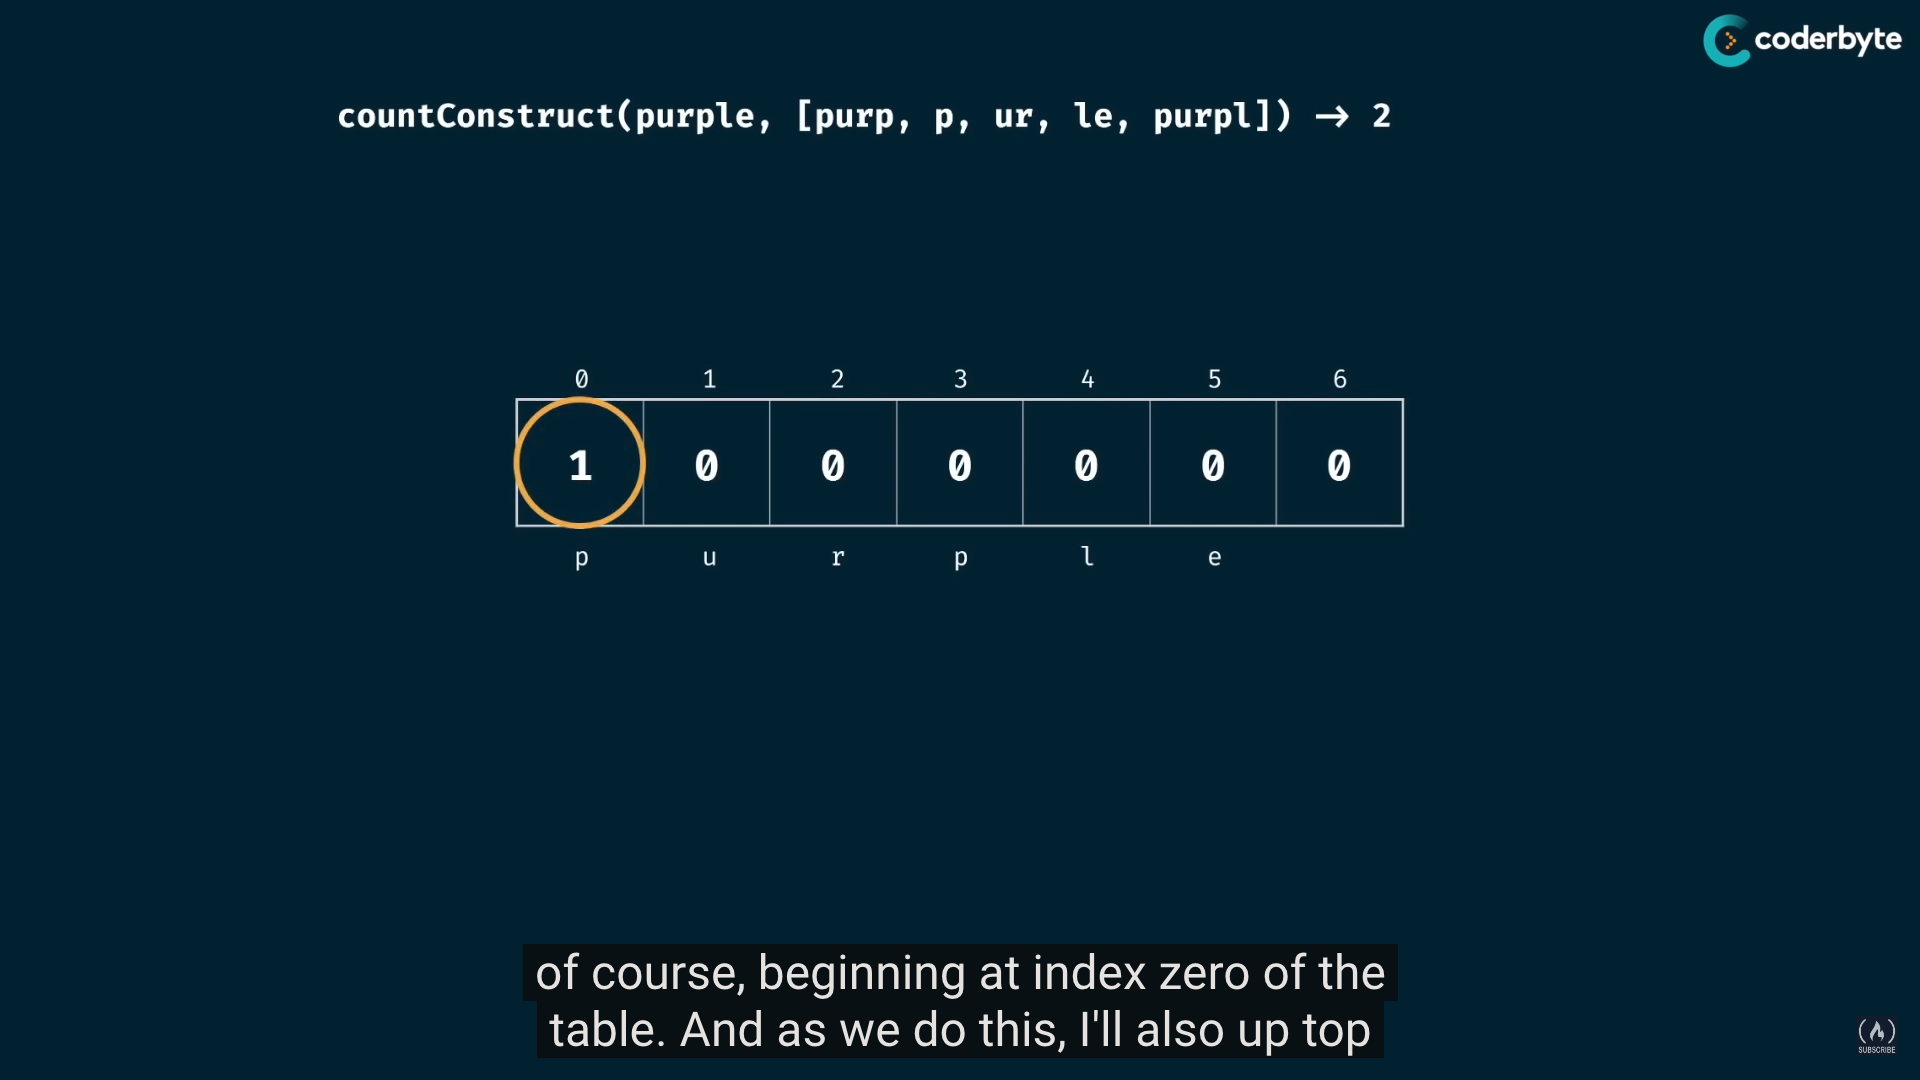 coderbyte
countConstruct(purple, [purp, p, ur, le, purpl]) → 2
0 1 2 3 4 5 6
1 0 0 0 0 0 0
p u r p l e
of course, beginning at index zero of the
table. And as we do this, I'll also up top
SUBSCRIBE